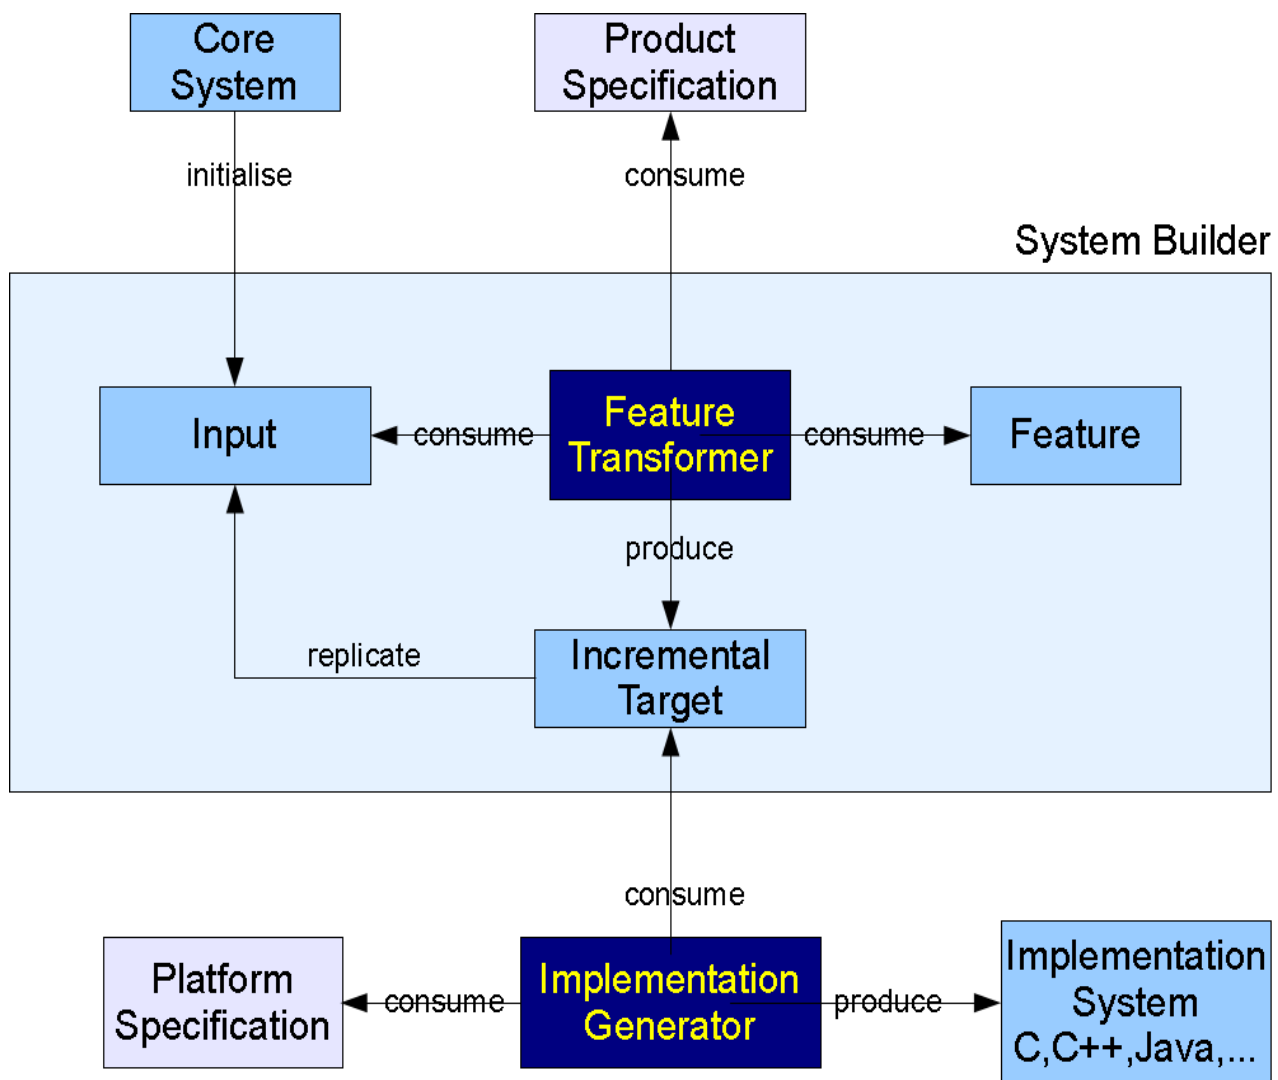 Core
System
Product
Specification
initialise
consume
System Builder
Input
consume
Feature
Transformer
consume
Feature
produce
replicate
Incremental
Target
consume
Platform
Specification
consume
Implementation
Generator
produce
Implementation
System
C,C++,Java,...